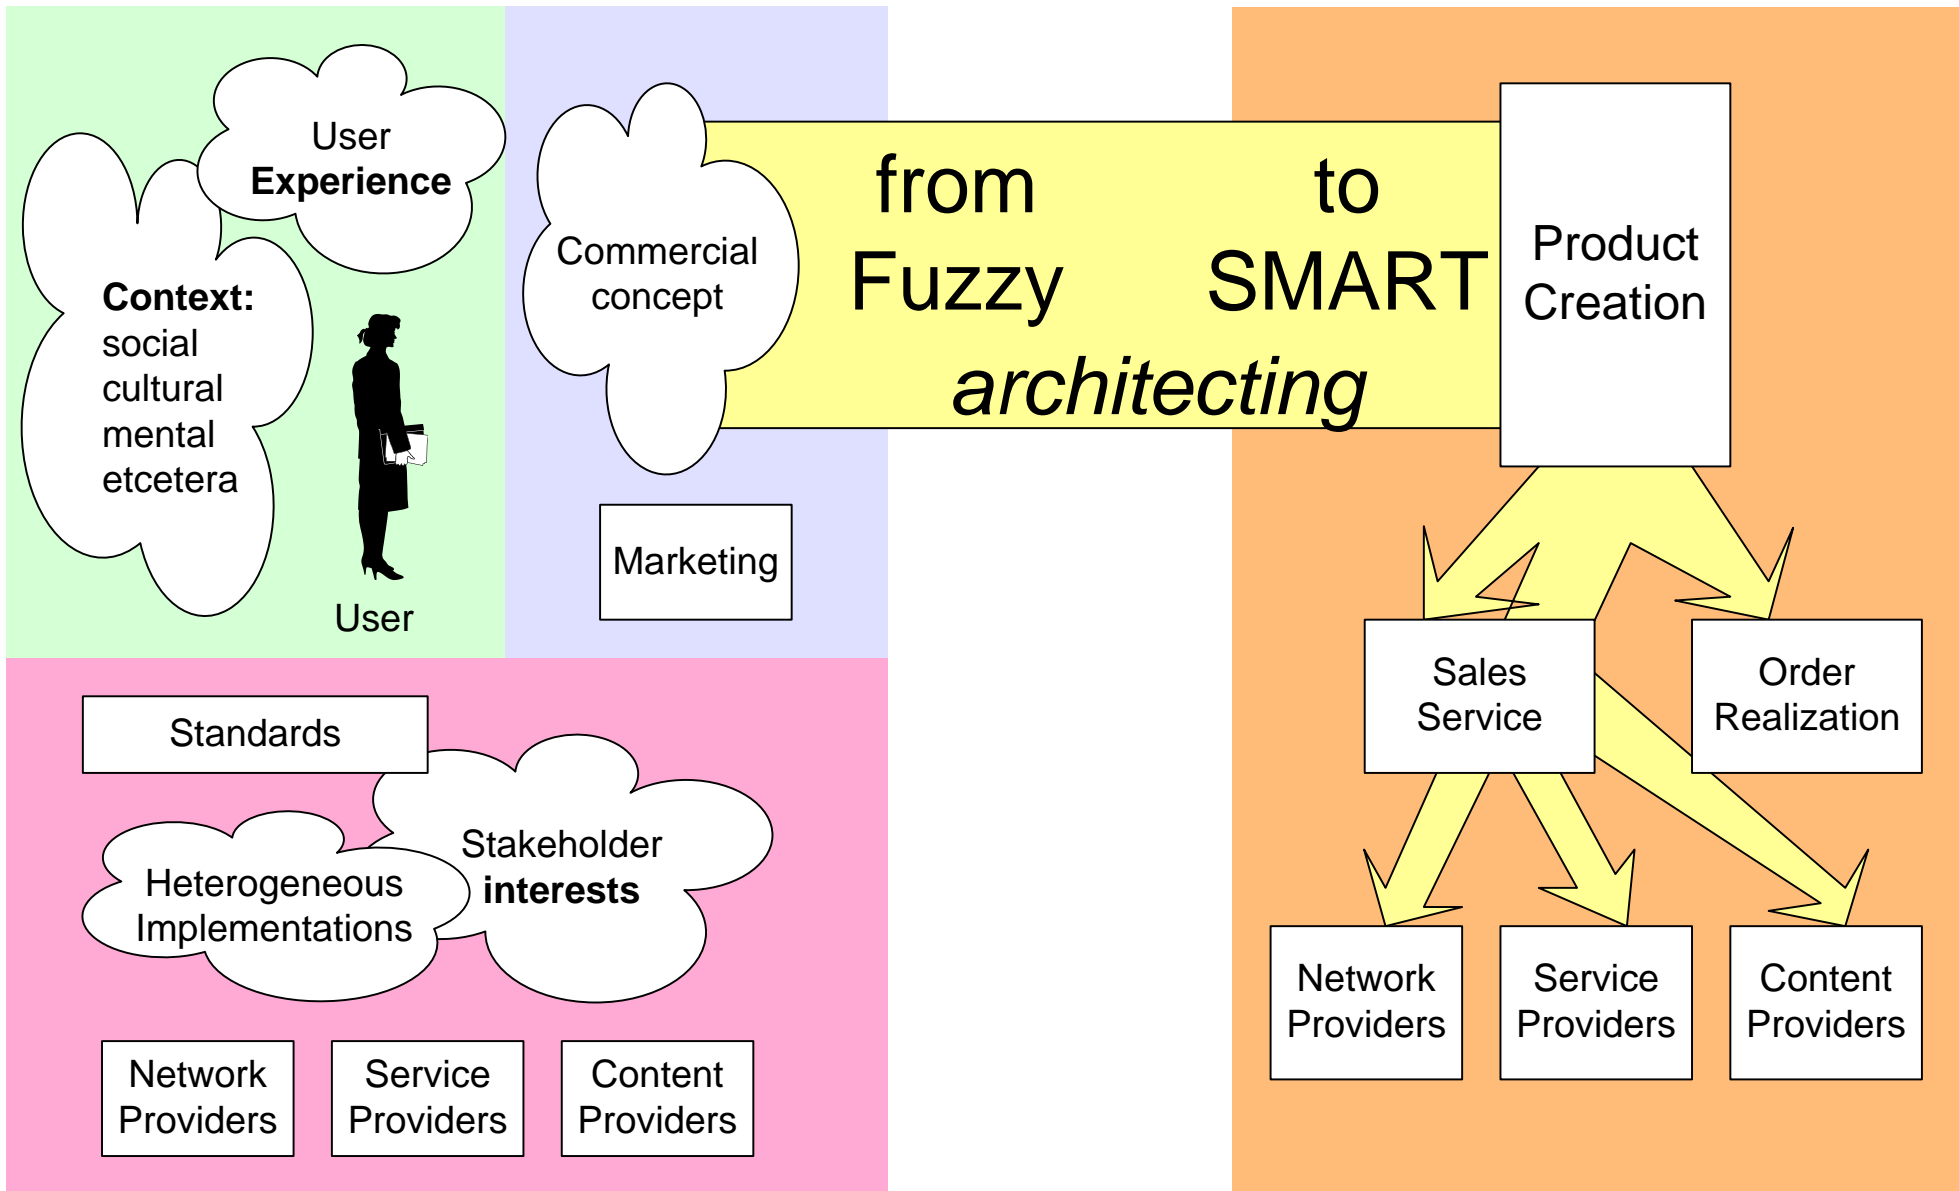 User
Experience
Context:
social
cultural
mental
etcetera
User
Commercial
concept
Marketing
from
Fuzzy
to
SMART
architecting
Product
Creation
Sales
Service
Order
Realization
Network
Providers
Service
Providers
Content
Providers
Standards
Stakeholder
interests
Heterogeneous
Implementations
Network
Providers
Service
Providers
Content
Providers